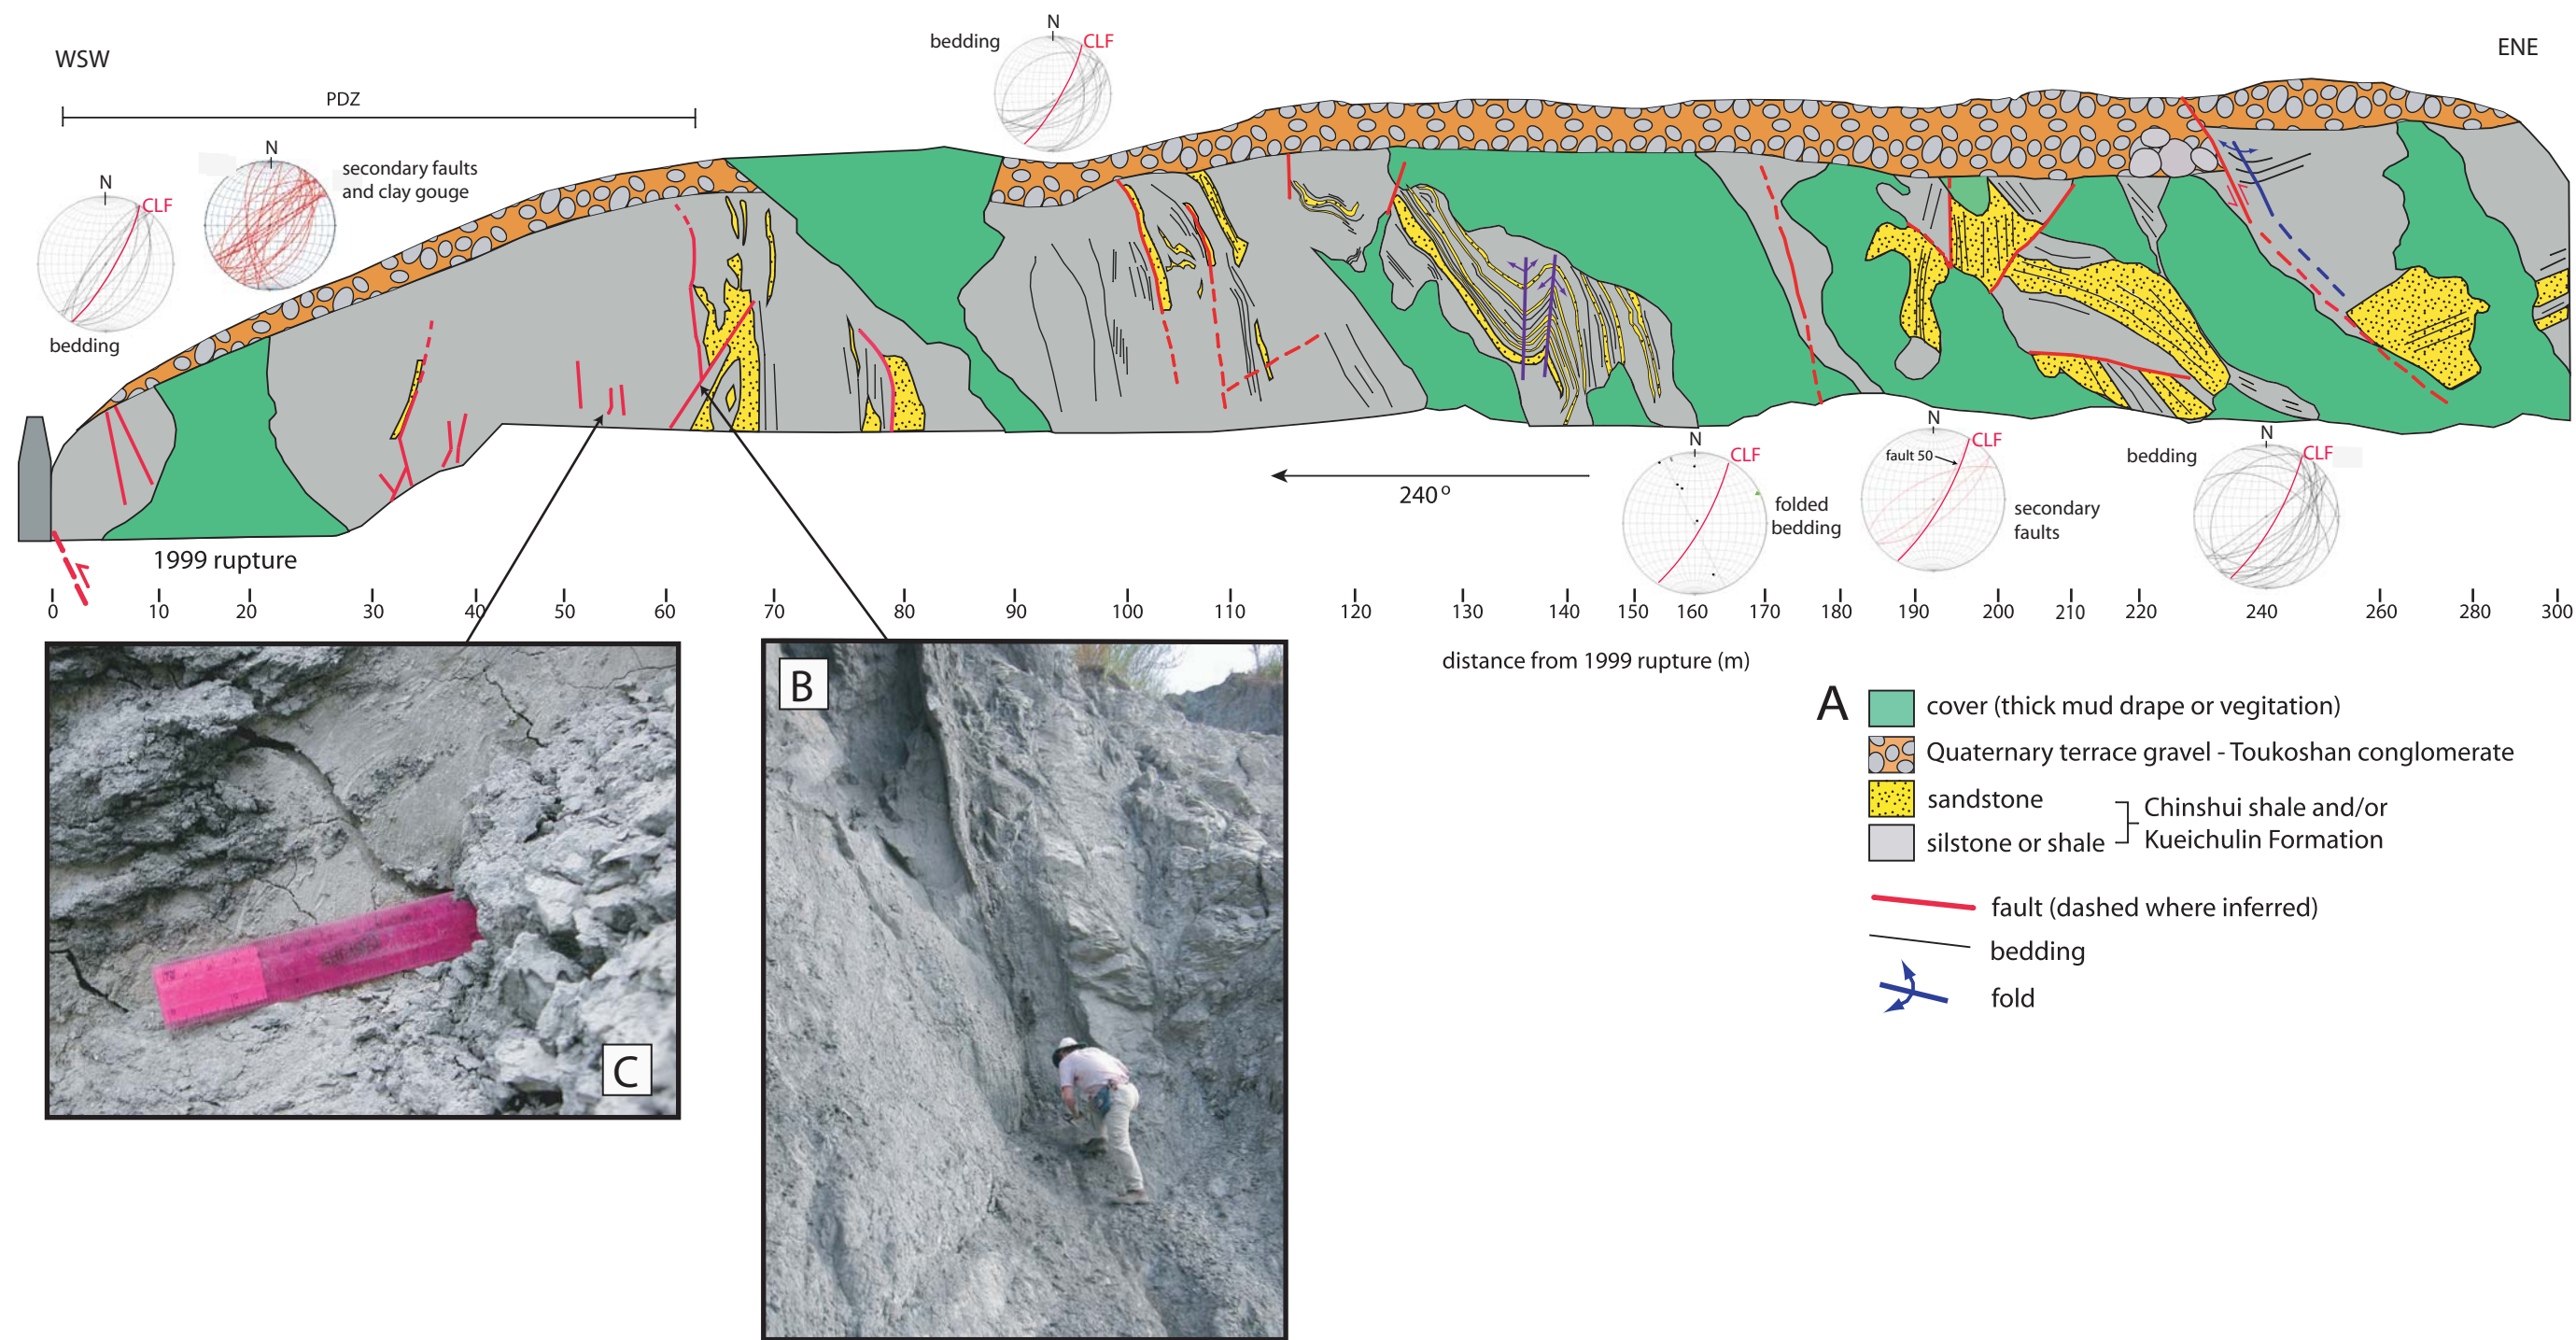 WSW
ENE
PDZ
N
CLF
bedding
N
secondary faults
and clay gouge
bedding
N
CLF
240°
N
CLF
folded
bedding
N
CLF
fault 50
secondary
faults
bedding
N
CLF
1999 rupture
0 10 20 30 40 50 60 70 80 90 100 110 120 130 140 150 160 170 180 190 200 210 220 240 260 280 300
distance from 1999 rupture (m)
C
B
A
cover (thick mud drape or vegitation)
Quaternary terrace gravel - Toukoshan conglomerate
sandstone
silstone or shale
Chinshui shale and/or
Kueichulin Formation
fault (dashed where inferred)
bedding
fold